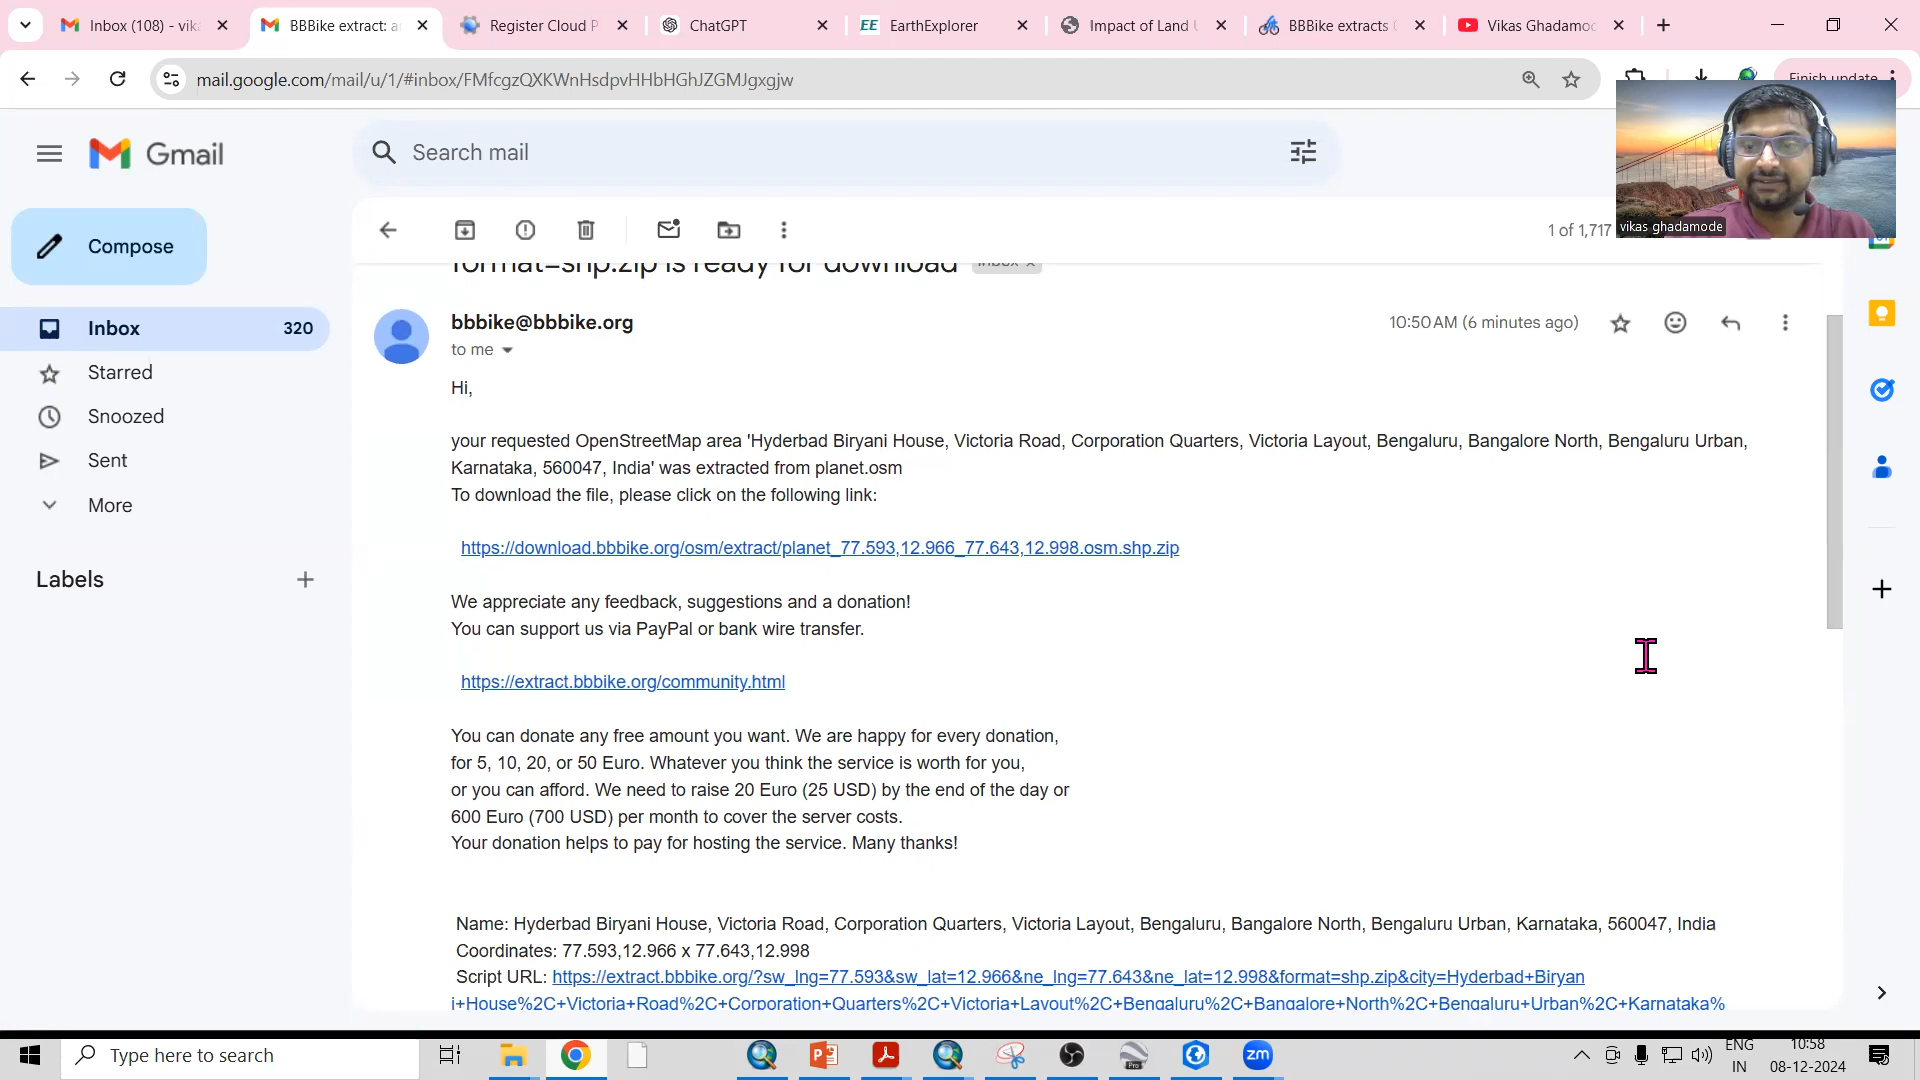 Inbox (108) - vik
BBBike extract: a
Register Cloud P
ChatGPT
EE EarthExplorer
Impact of Land
BBBike extracts
Vikas Ghadamo
mail.google.com/mail/u/1/#inbox/FMfcgzQXKWnHsdpvHHbHGhJZGMJgxgjw
Finish update
Gmail
Search mail
Compose
1 of 1,717
vikas ghadamode
format=shp.zip is ready for download
Inbox x
Inbox 320
Starred
Snoozed
Sent
More
Labels
bbbike@bbbike.org
10:50 AM (6 minutes ago)
to me
Hi,
your requested OpenStreetMap area 'Hyderbad Biryani House, Victoria Road, Corporation Quarters, Victoria Layout, Bengaluru, Bangalore North, Bengaluru Urban,
Karnataka, 560047, India' was extracted from planet.osm
To download the file, please click on the following link:
https://download.bbbike.org/osm/extract/planet_77.593,12.966_77.643,12.998.osm.shp.zip
We appreciate any feedback, suggestions and a donation!
You can support us via PayPal or bank wire transfer.
https://extract.bbbike.org/community.html
You can donate any free amount you want. We are happy for every donation,
for 5, 10, 20, or 50 Euro. Whatever you think the service is worth for you,
or you can afford. We need to raise 20 Euro (25 USD) by the end of the day or
600 Euro (700 USD) per month to cover the server costs.
Your donation helps to pay for hosting the service. Many thanks!
Name: Hyderbad Biryani House, Victoria Road, Corporation Quarters, Victoria Layout, Bengaluru, Bangalore North, Bengaluru Urban, Karnataka, 560047, India
Coordinates: 77.593,12.966 x 77.643,12.998
Script URL: https://extract.bbbike.org/?sw_lng=77.593&sw_lat=12.966&ne_lng=77.643&ne_lat=12.998&format=shp.zip&city=Hyderbad+Biryan
i+House%2C+Victoria+Road%2C+Corporation+Quarters%2C+Victoria+Layout%2C+Bengaluru%2C+Bangalore+North%2C+Bengaluru+Urban%2C+Karnataka%
Type here to search
Pro
zm
ENG
IN
10:58
08-12-2024